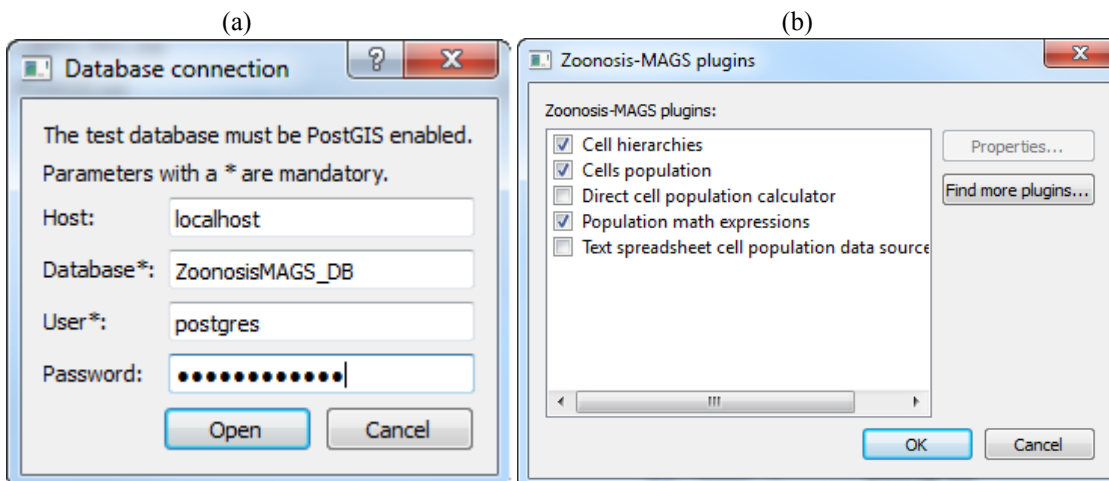 (a)
(b)
Database connection
The test database must be PostGIS enabled.
Parameters with a * are mandatory.
Host: localhost
Database*: ZoonosisMAGS_DB
User*: postgres
Password: ●●●●●●●●●●●●
Open Cancel
Zoonosis-MAGS plugins
Zoonosis-MAGS plugins:
Cell hierarchies
Cells population
Direct cell population calculator
Population math expressions
Text spreadsheet cell population data source
Properties...
Find more plugins...
OK Cancel